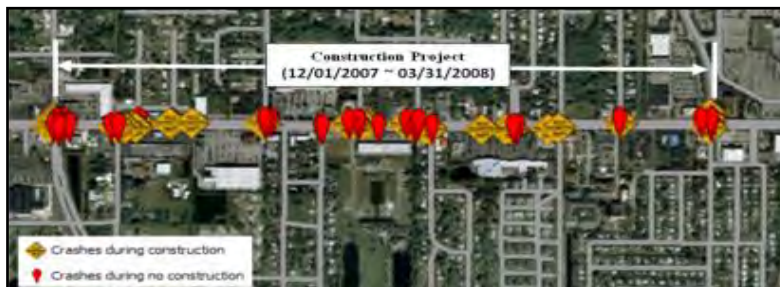 Construction Project
(12/01/2007 ~ 03/31/2008)
Crashes during construction
Crashes during no construction